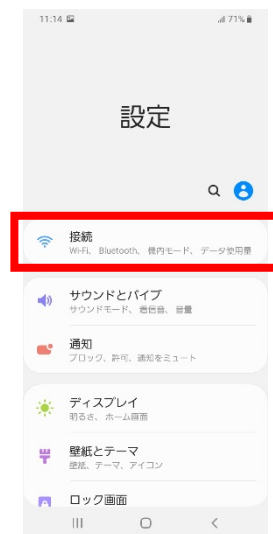 11:14
71%
設定
接続
Wi-Fi、Bluetooth、機内モード、データ使用量
サウンドとバイブ
サウンドモード、着信音、音量
通知
ブロック、許可、通知をミュート
ディスプレイ
明るさ、ホーム画面
壁紙とテーマ
壁紙、テーマ、アイコン
ロック画面